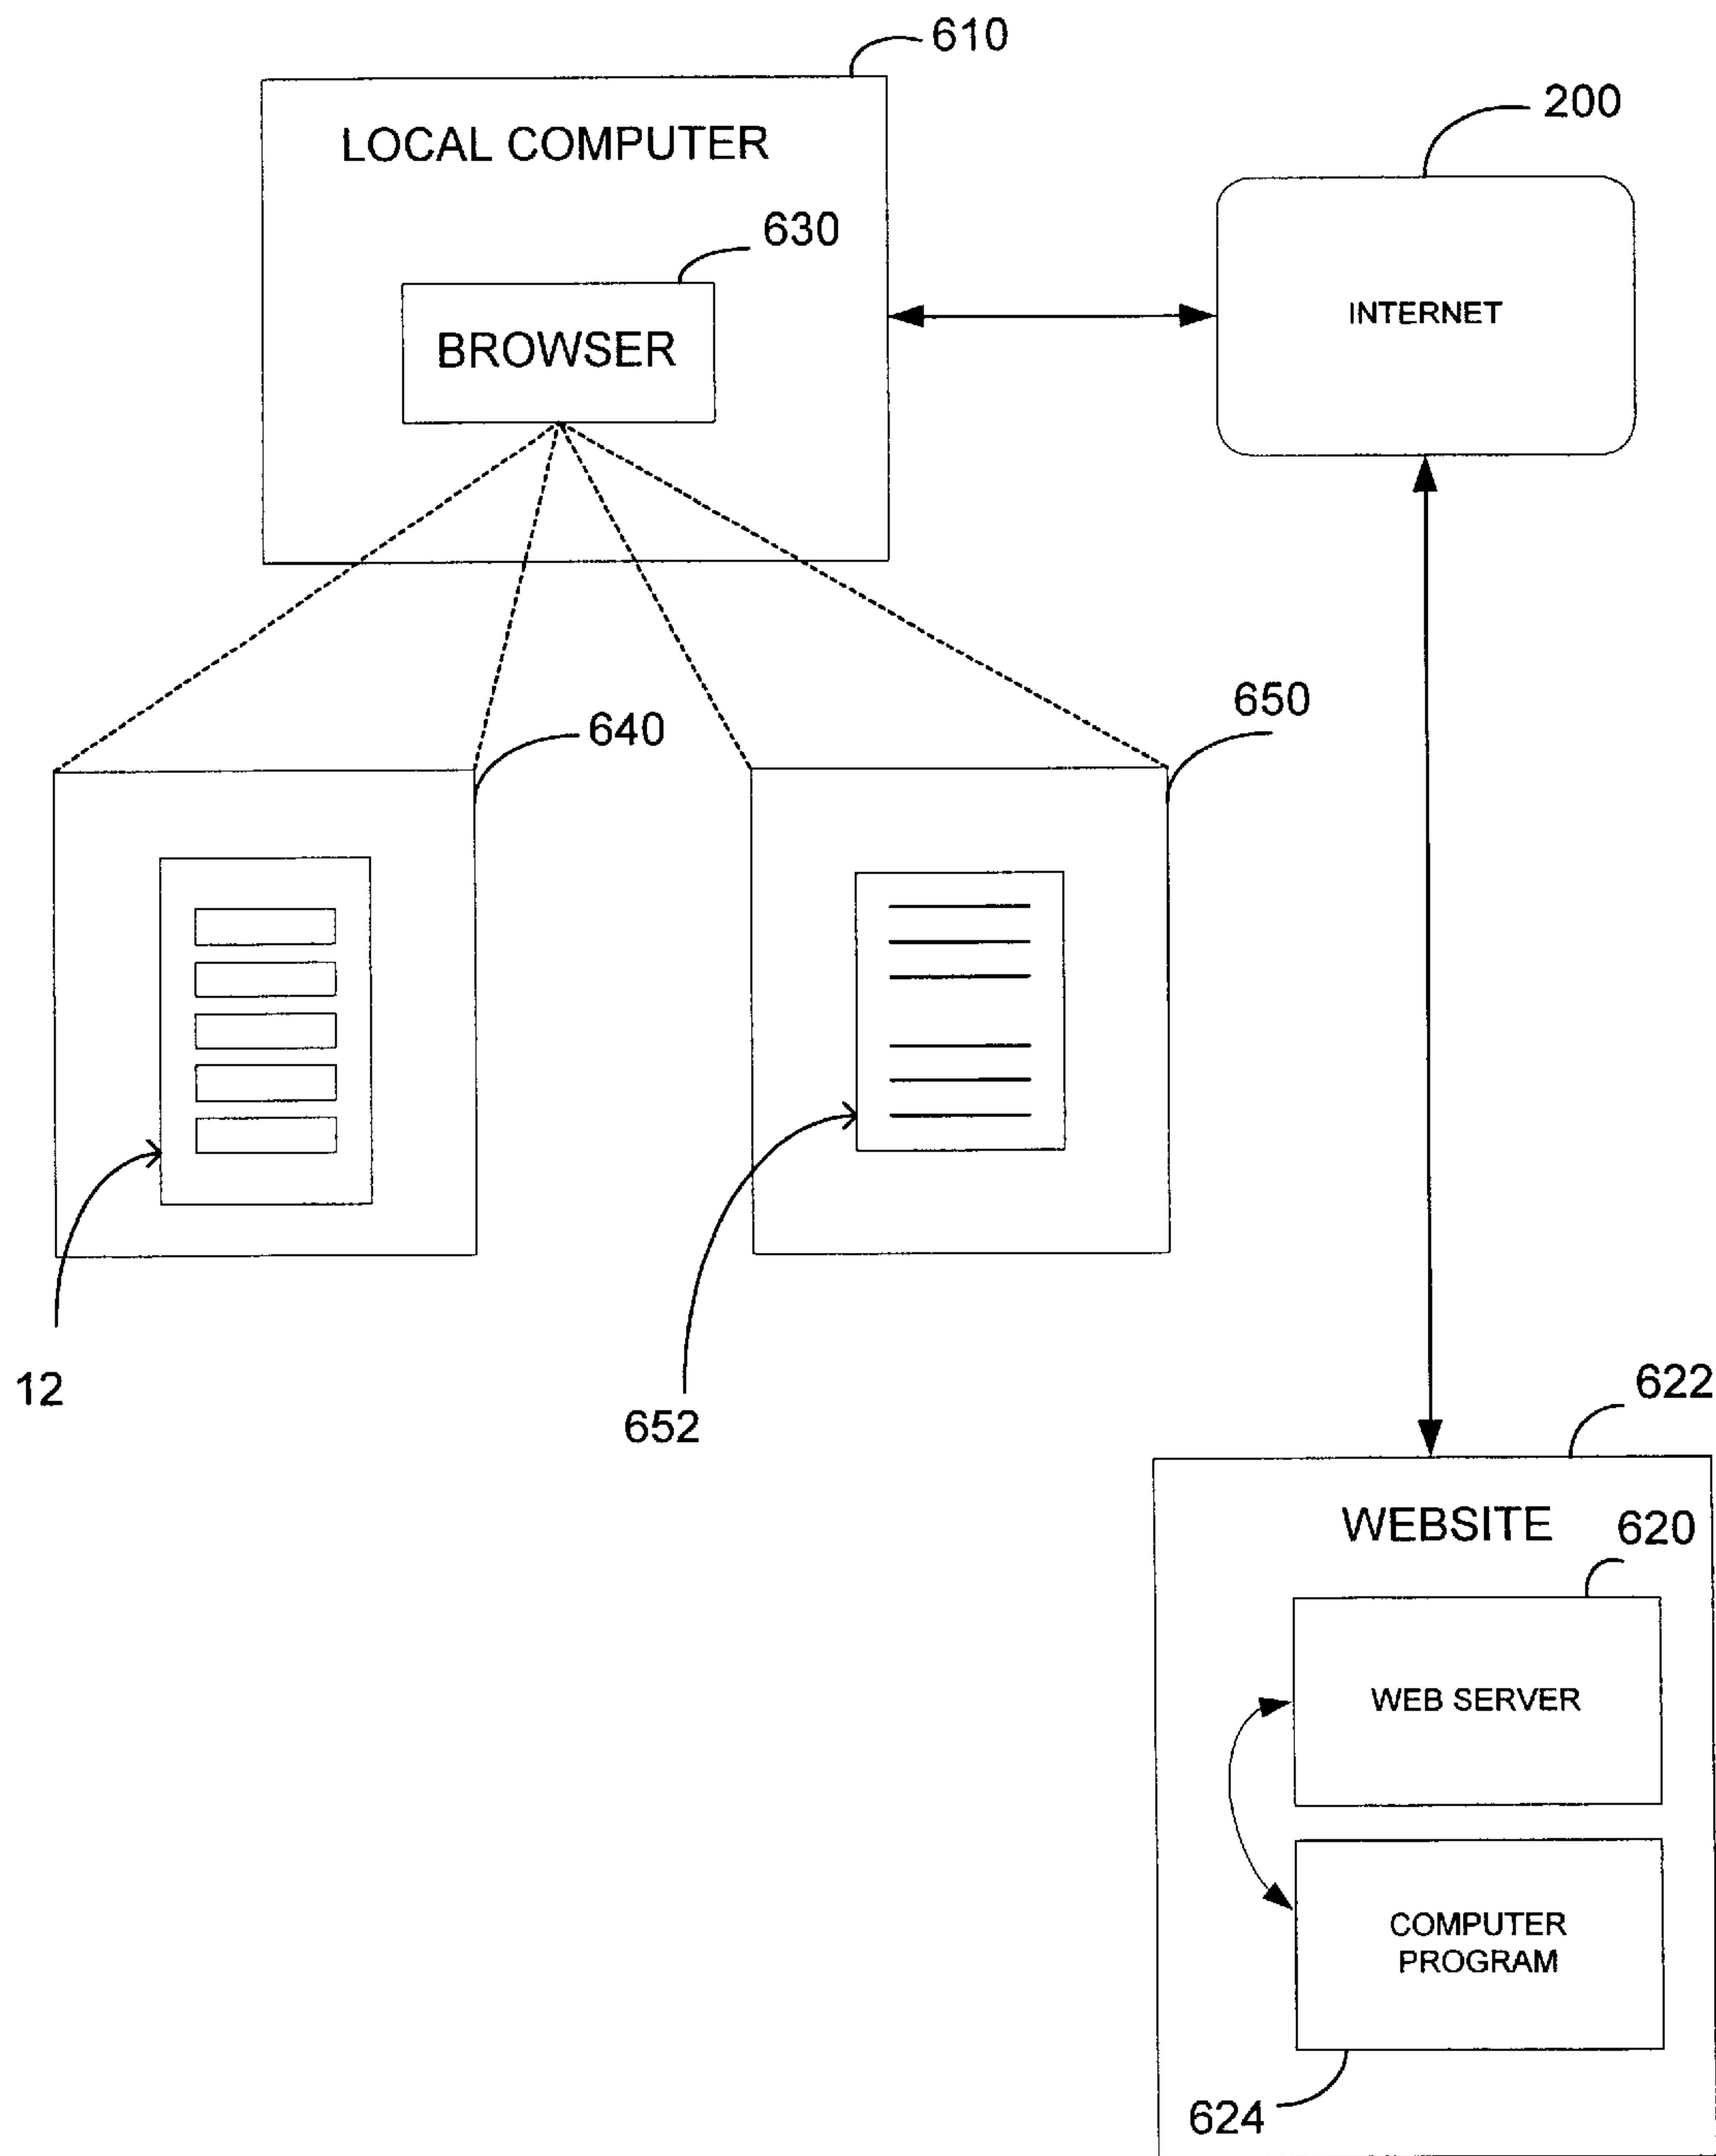 610
LOCAL COMPUTER
200
630
INTERNET
BROWSER
650
640
12
652
622
WEBSITE
620
WEB SERVER
COMPUTER
PROGRAM
624